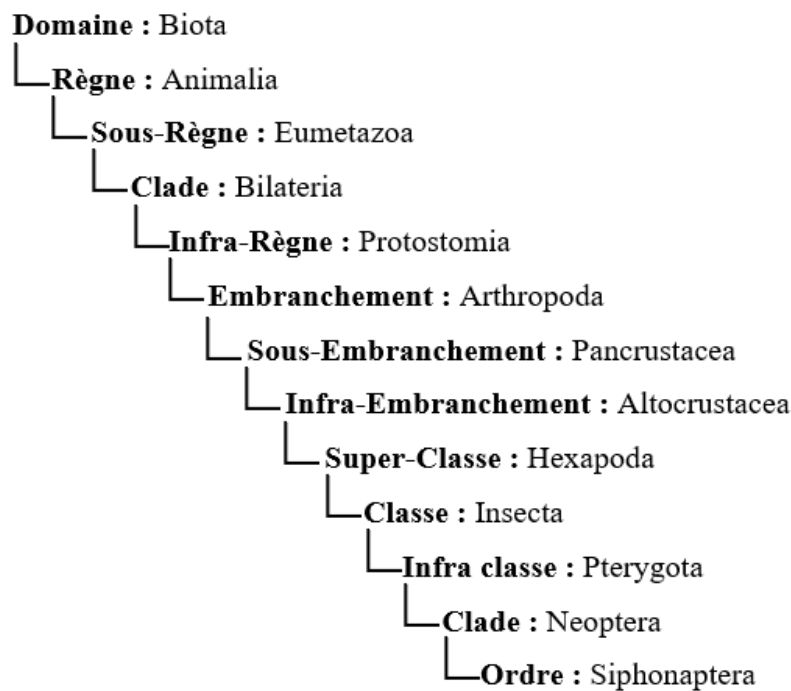 Domaine : Biota
Règne : Animalia
Sous-Règne : Eumetazoa
Clade : Bilateria
Infra-Règne : Protostomia
Embranchement : Arthropoda
Sous-Embranchement : Pancrustacea
Infra-Embranchement : Altocrustacea
Super-Classe : Hexapoda
Classe : Insecta
Infra classe : Pterygota
Clade : Neoptera
Ordre : Siphonaptera